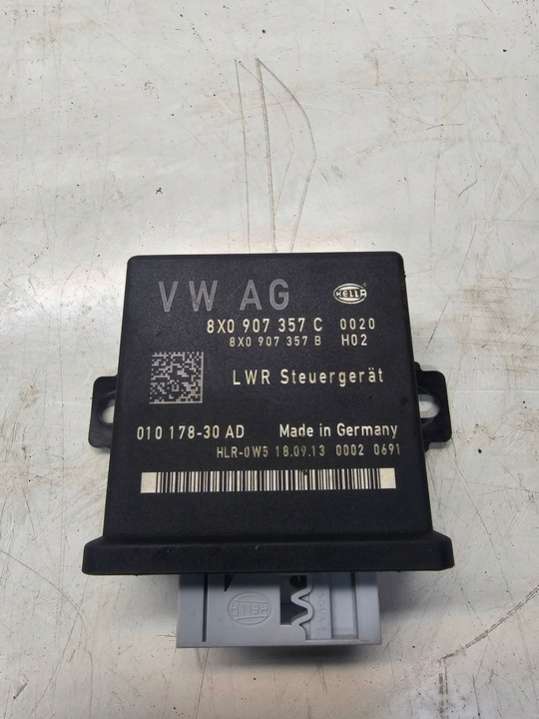 VW AG
HELLA
8X0 907 357 C 0020
8X0 907 357 B H02
LWR Steuergerät
010 178-30 AD Made in Germany
HLR-0W5 18.09.13 0002 0691
HELLA